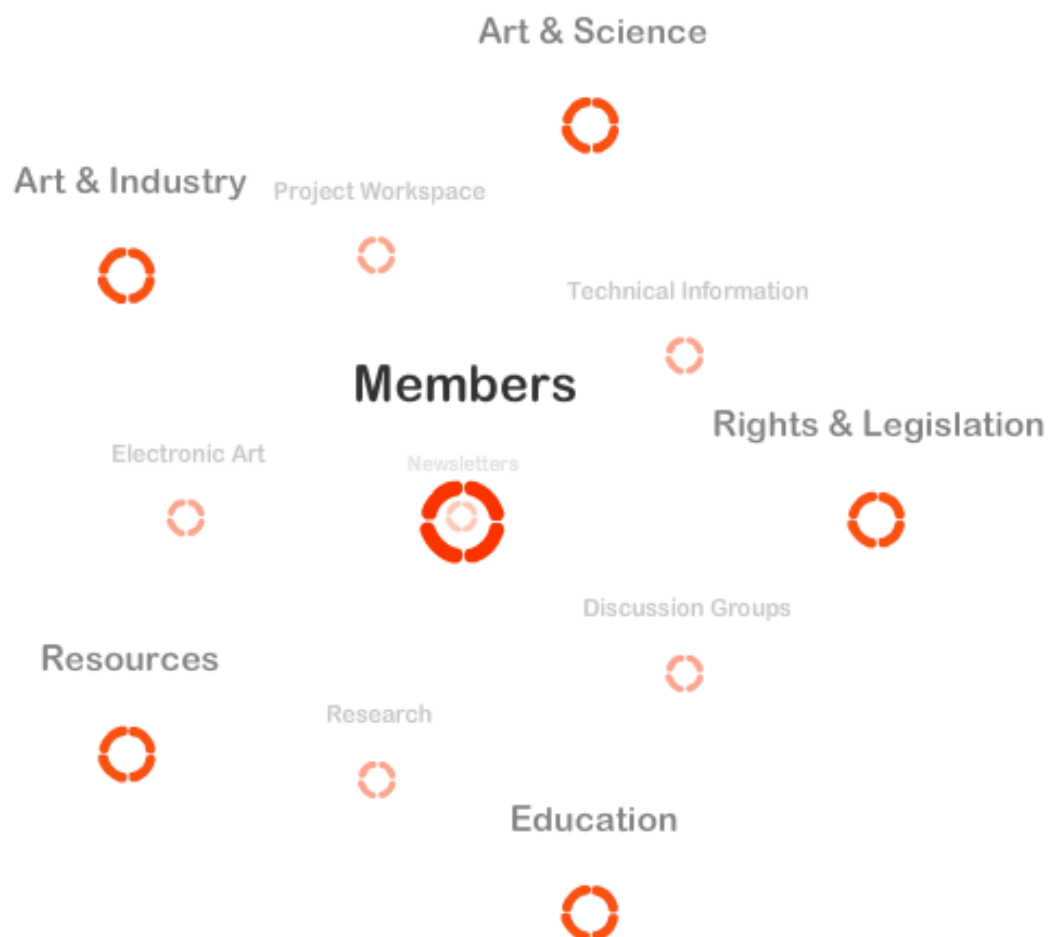 Art & Science
Art & Industry
Project Workspace
Technical Information
Members
Rights & Legislation
Electronic Art
Newsletters
Discussion Groups
Resources
Research
Education